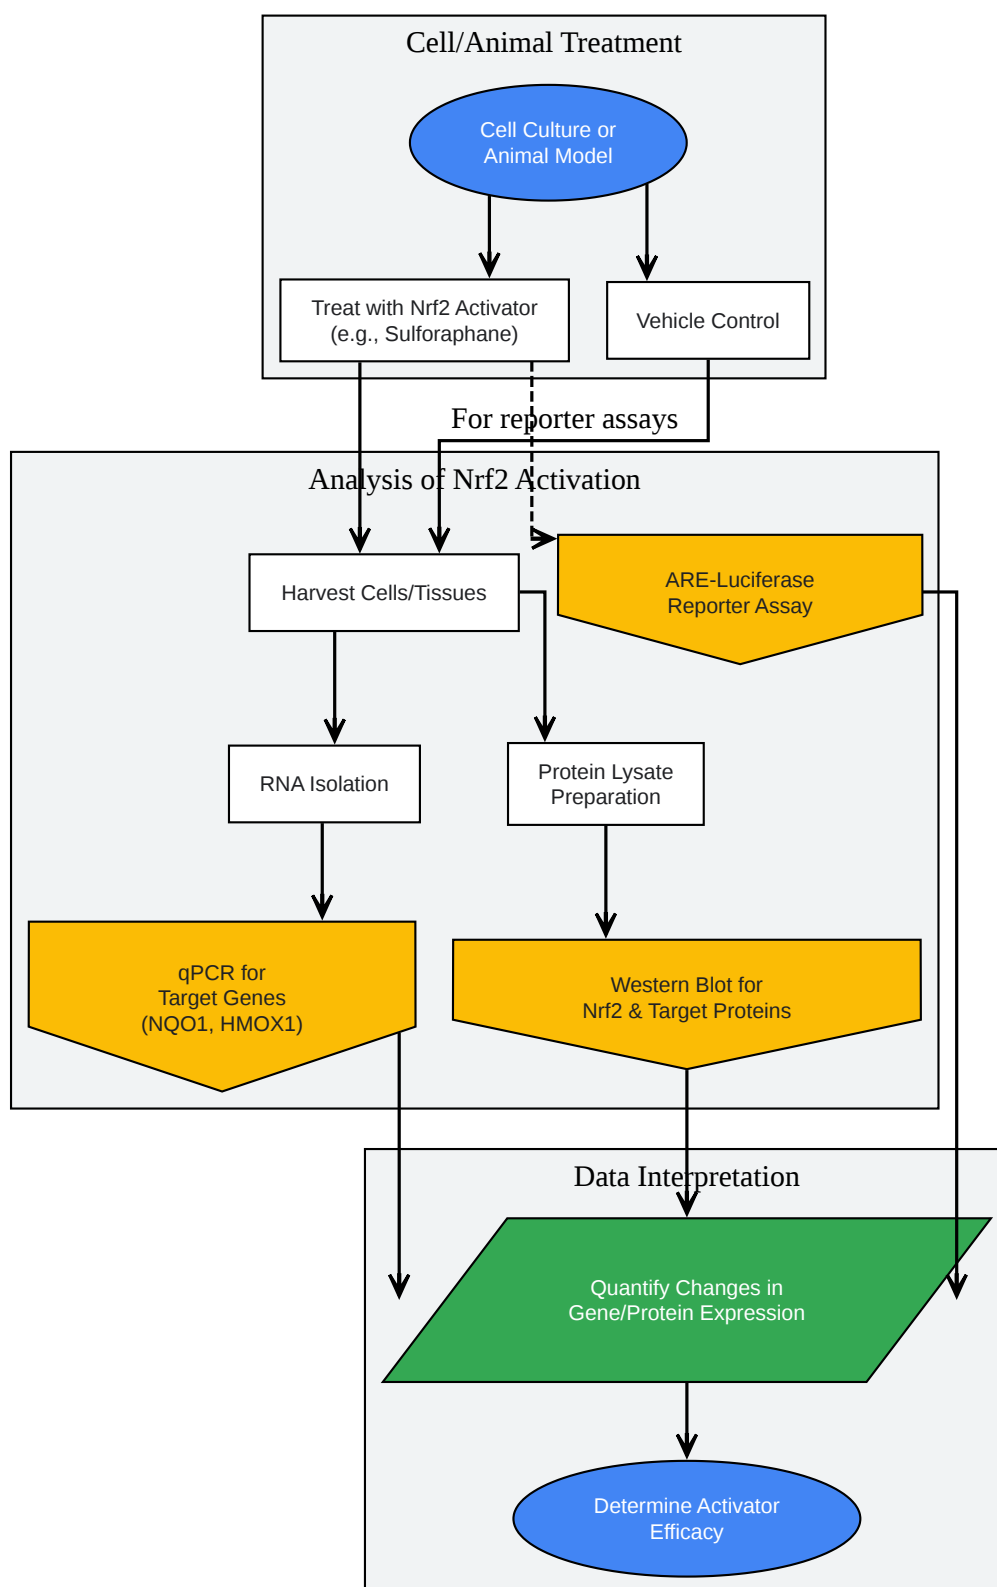 Cell/Animal Treatment
Cell Culture or
Animal Model
Treat with Nrf2 Activator
(e.g., Sulforaphane)
Vehicle Control
For reporter assays
Analysis of Nrf2 Activation
Harvest Cells/Tissues
ARE-Luciferase
Reporter Assay
RNA Isolation
Protein Lysate
Preparation
qPCR for
Target Genes
(NQO1, HMOX1)
Western Blot for
Nrf2 & Target Proteins
Data Interpretation
Quantify Changes in
Gene/Protein Expression
Determine Activator
Efficacy